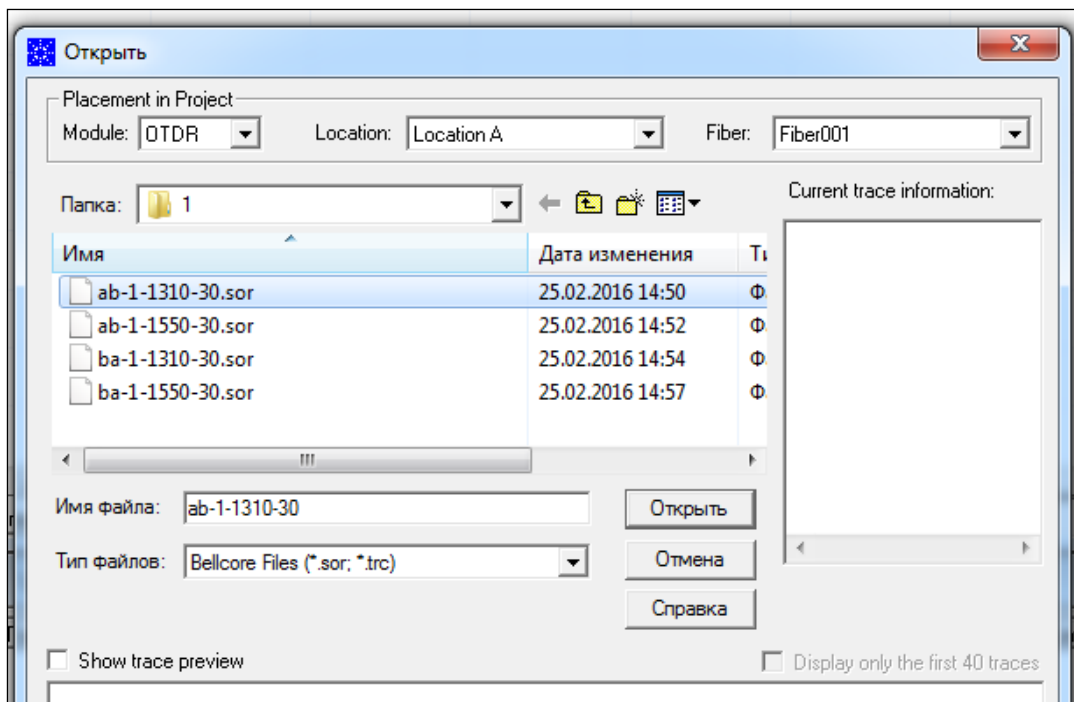 Открыть
Placement in Project
Module: OTDR Location: Location A Fiber: Fiber001
Папка: 1
Current trace information:
Имя Дата изменения
ab-1-1310-30.sor 25.02.2016 14:50
ab-1-1550-30.sor 25.02.2016 14:52
ba-1-1310-30.sor 25.02.2016 14:54
ba-1-1550-30.sor 25.02.2016 14:57
Имя файла: ab-1-1310-30 Открыть
Тип файлов: Bellcore Files (*.sor; *.trc) Отмена
Справка
Show trace preview Display only the first 40 traces